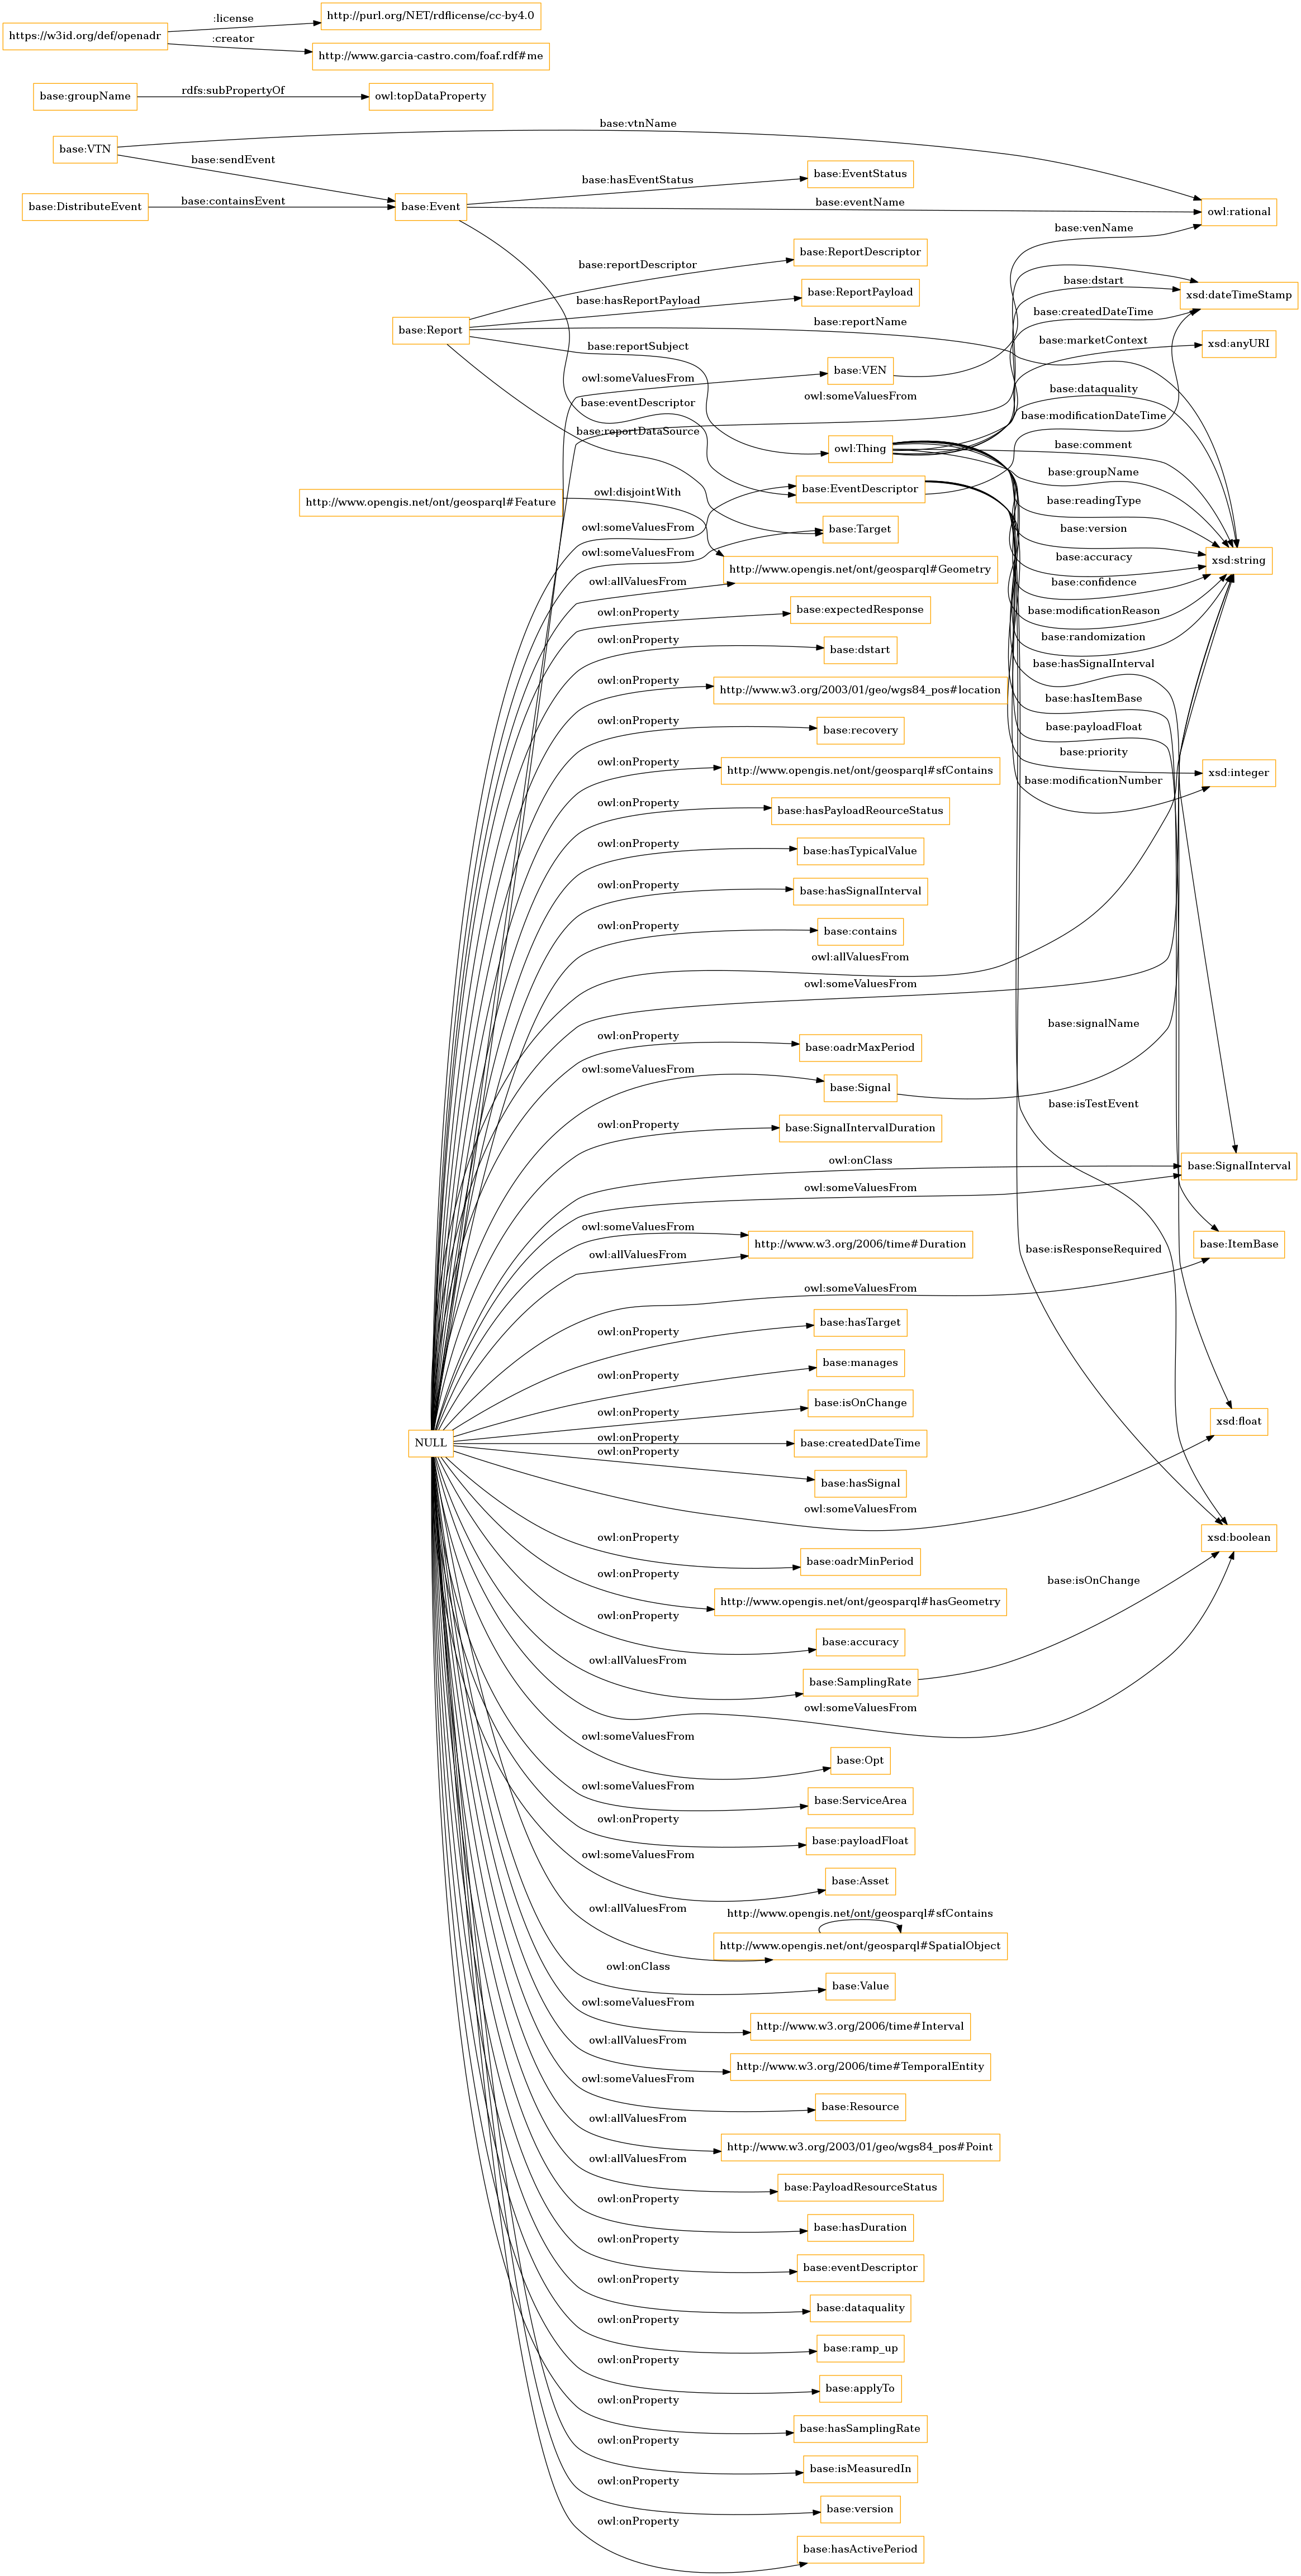 :license
http://purl.org/NET/rdflicense/cc-by4.0
https://w3id.org/def/openadr
:creator
http://www.garcia-castro.com/foaf.rdf#me
base:groupName
rdfs:subPropertyOf
owl:topDataProperty
base:vtnName
base:VTN
base:sendEvent
base:hasEventStatus
base:EventStatus
base:DistributeEvent
base:containsEvent
base:Event
base:eventName
owl:rational
base:venName
base:reportDescriptor
base:ReportDescriptor
base:dstart
base:hasReportPayload
base:ReportPayload
xsd:dateTimeStamp
base:createdDateTime
base:reportName
base:Report
base:reportSubject
base:marketContext
xsd:anyURI
owl:someValuesFrom
base:VEN
base:dataquality
owl:someValuesFrom
base:eventDescriptor
base:modificationDateTime
base:reportDataSource
owl:Thing
base:comment
base:groupName
owl:disjointWith
base:EventDescriptor
http://www.opengis.net/ont/geosparql#Feature
base:readingType
owl:someValuesFrom
base:Target
base:version
owl:someValuesFrom
base:accuracy
xsd:string
http://www.opengis.net/ont/geosparql#Geometry
owl:allValuesFrom
base:confidence
owl:onProperty
base:expectedResponse
base:modificationReason
owl:onProperty
base:dstart
base:randomization
base:hasSignalInterval
owl:onProperty
http://www.w3.org/2003/01/geo/wgs84_pos#location
base:hasItemBase
owl:onProperty
base:recovery
base:payloadFloat
base:priority
owl:onProperty
http://www.opengis.net/ont/geosparql#sfContains
xsd:integer
base:modificationNumber
owl:onProperty
base:hasPayloadReourceStatus
owl:onProperty
base:hasTypicalValue
owl:onProperty
base:hasSignalInterval
owl:onProperty
base:contains
owl:allValuesFrom
owl:someValuesFrom
base:signalName
owl:onProperty
base:oadrMaxPeriod
owl:someValuesFrom
base:Signal
base:isTestEvent
owl:onProperty
base:SignalIntervalDuration
owl:onClass
base:SignalInterval
owl:someValuesFrom
owl:someValuesFrom
http://www.w3.org/2006/time#Duration
base:ItemBase
owl:allValuesFrom
base:isResponseRequired
owl:someValuesFrom
owl:onProperty
base:hasTarget
owl:onProperty
base:manages
owl:onProperty
base:isOnChange
xsd:float
NULL
owl:onProperty
base:createdDateTime
owl:onProperty
base:hasSignal
owl:someValuesFrom
owl:onProperty
xsd:boolean
base:oadrMinPeriod
owl:onProperty
base:isOnChange
http://www.opengis.net/ont/geosparql#hasGeometry
owl:onProperty
base:accuracy
owl:allValuesFrom
base:SamplingRate
owl:someValuesFrom
owl:someValuesFrom
base:Opt
owl:someValuesFrom
base:ServiceArea
owl:onProperty
base:payloadFloat
owl:someValuesFrom
base:Asset
owl:allValuesFrom
http://www.opengis.net/ont/geosparql#sfContains
http://www.opengis.net/ont/geosparql#SpatialObject
owl:onClass
base:Value
owl:someValuesFrom
http://www.w3.org/2006/time#Interval
owl:allValuesFrom
http://www.w3.org/2006/time#TemporalEntity
owl:someValuesFrom
base:Resource
owl:allValuesFrom
http://www.w3.org/2003/01/geo/wgs84_pos#Point
owl:allValuesFrom
base:PayloadResourceStatus
owl:onProperty
base:hasDuration
owl:onProperty
base:eventDescriptor
owl:onProperty
base:dataquality
owl:onProperty
base:ramp_up
owl:onProperty
base:applyTo
owl:onProperty
base:hasSamplingRate
owl:onProperty
base:isMeasuredIn
owl:onProperty
base:version
owl:onProperty
base:hasActivePeriod